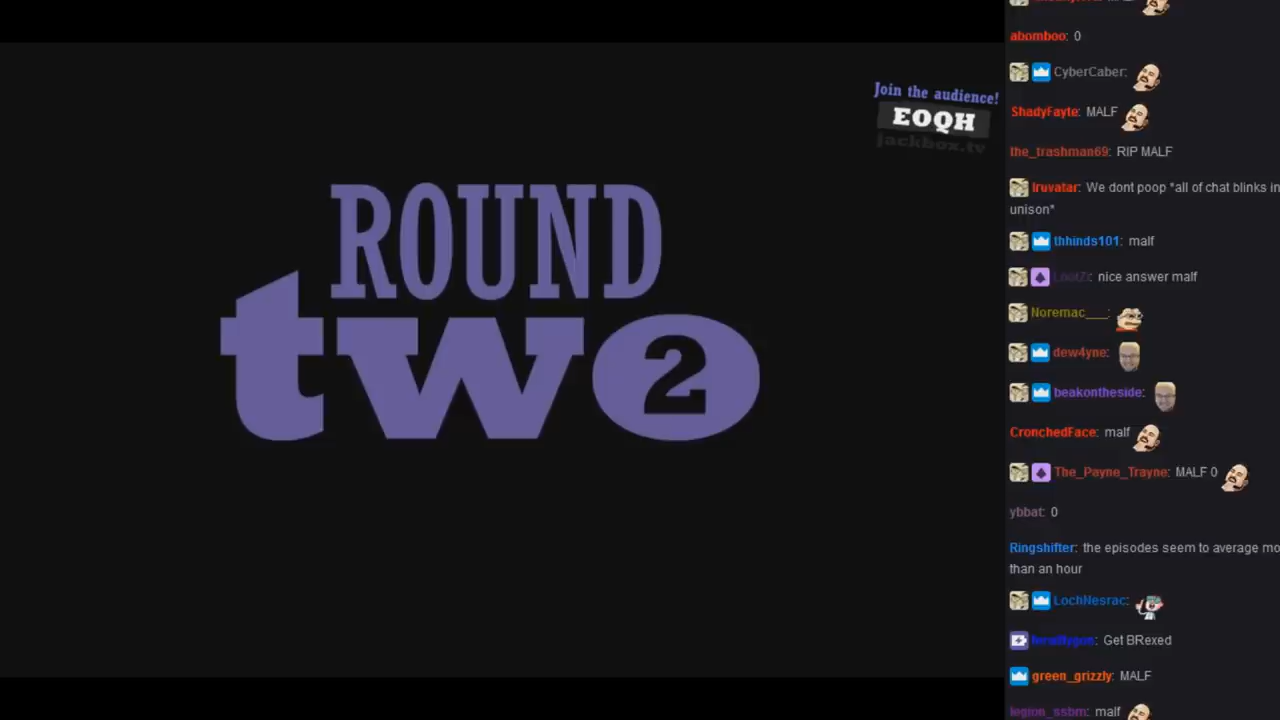 Join the audience!
EOQH
jackbox.tv
ROUND
two
2
abomboo: 0
CyberCaber:
ShadyFayte: MALF
the_trashman69: RIP MALF
Iruvatar: We dont poop *all of chat blinks in
unison*
thhinds101: malf
nice answer malf
Noremac___:
dew4yne:
beakontheside:
CronchedFace: malf
The_Payne_Trayne: MALF 0
ybbat: 0
Ringshifter: the episodes seem to average mo
than an hour
LochNesrac:
Get BRexed
green_grizzly: MALF
legion_ssbm: malf